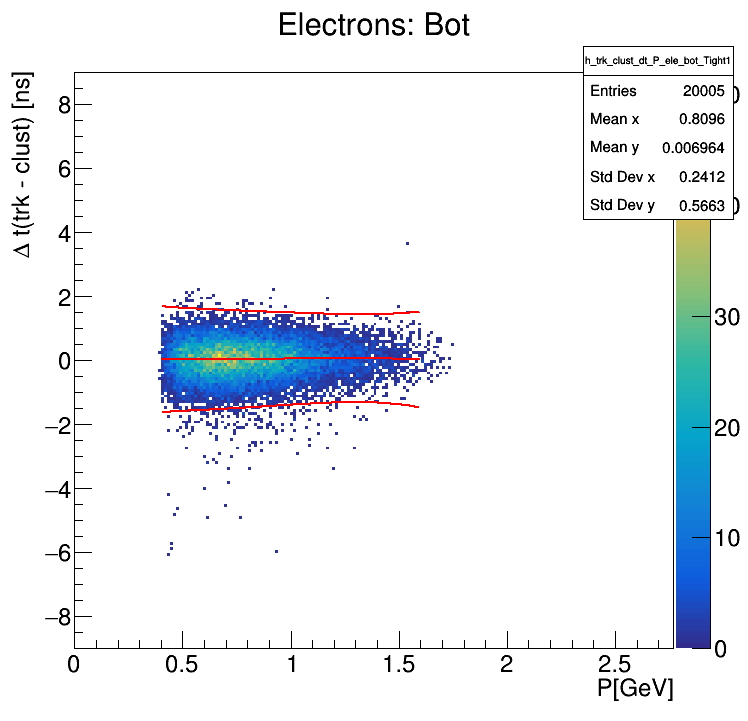 Electrons: Bot
h_trk_clust_dt_P_ele_bot_Tight1
Entries 20005
Mean x 0.8096
Mean y 0.006964
Std Dev x 0.2412
Std Dev y 0.5663
Δ t(trk - clust) [ns]
8
6
4
2
0
−2
−4
−6
−8
0 0.5 1 1.5 2 2.5
P[GeV]
30
20
10
0